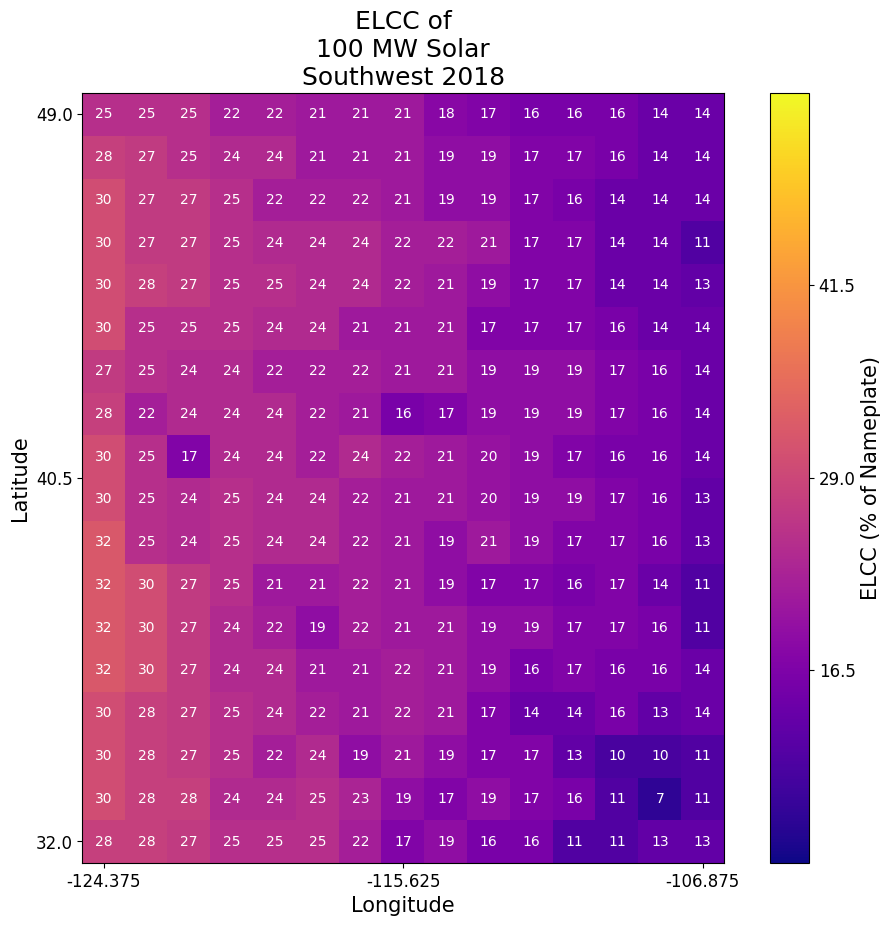 ELCC of
100 MW Solar
Southwest 2018
49.0 25 25 25 22 22 21 21 21 18 17 16 16 16 14 14
28 27 25 24 24 21 21 21 19 19 17 17 16 14 14
30 27 27 25 22 22 22 21 19 19 17 16 14 14 14
30 27 27 25 24 24 24 22 22 21 17 17 14 14 11
30 28 27 25 25 24 24 22 21 19 17 17 14 14 13
41.5
30 25 25 25 24 24 21 21 21 17 17 17 16 14 14
27 25 24 24 22 22 22 21 21 19 19 19 17 16 14
28 22 24 24 24 22 21 16 17 19 19 19 17 16 14
30 25 17 24 24 22 24 22 21 20 19 17 16 16 14
40.5
29.0
30 25 24 25 24 24 22 21 21 20 19 19 17 16 13
32 25 24 25 24 24 22 21 19 21 19 17 17 16 13
32 30 27 25 21 21 22 21 19 17 17 16 17 14 11
32 30 27 24 22 19 22 21 21 19 19 17 17 16 11
32 30 27 24 24 21 21 22 21 19 16 17 16 16 14
16.5
30 28 27 25 24 22 21 22 21 17 14 14 16 13 14
30 28 27 25 22 24 19 21 19 17 17 13 10 10 11
30 28 28 24 24 25 23 19 17 19 17 16 11 7 11
32.0 28 28 27 25 25 25 22 17 19 16 16 11 11 13 13
-124.375 -115.625 -106.875
Longitude
Latitude
ELCC (% of Nameplate)